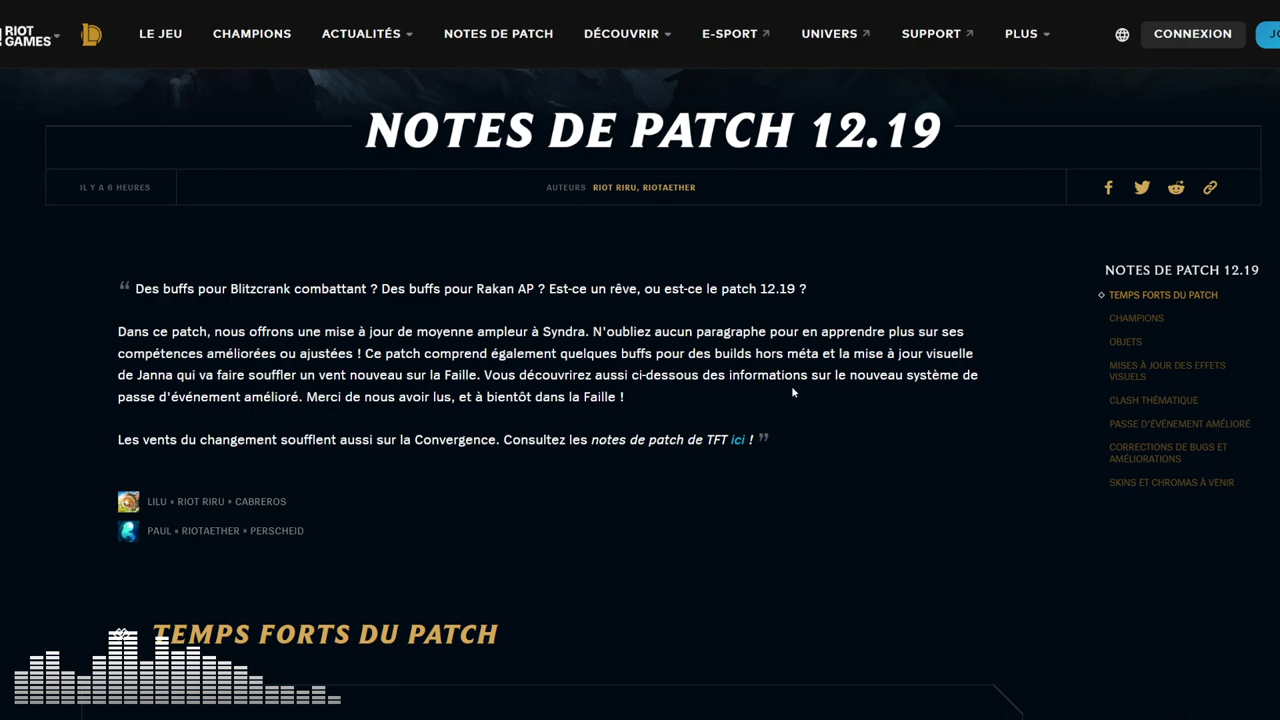 RIOT GAMES
LE JEU
CHAMPIONS
ACTUALITÉS
NOTES DE PATCH
DÉCOUVRIR
E-SPORT
UNIVERS
SUPPORT
PLUS
CONNEXION
NOTES DE PATCH 12.19
IL Y A 6 HEURES
AUTEURS RIOT RIRU, RIOTAETHER
“ Des buffs pour Blitzcrank combattant ? Des buffs pour Rakan AP ? Est-ce un rêve, ou est-ce le patch 12.19 ?
Dans ce patch, nous offrons une mise à jour de moyenne ampleur à Syndra. N'oubliez aucun paragraphe pour en apprendre plus sur ses
compétences améliorées ou ajustées ! Ce patch comprend également quelques buffs pour des builds hors méta et la mise à jour visuelle
de Janna qui va faire souffler un vent nouveau sur la Faille. Vous découvrirez aussi ci-dessous des informations sur le nouveau système de
passe d'événement amélioré. Merci de nous avoir lus, et à bientôt dans la Faille !
Les vents du changement soufflent aussi sur la Convergence. Consultez les notes de patch de TFT ici ! ”
LILU « RIOT RIRU » CABREROS
PAUL « RIOTAETHER » PERSCHEID
TEMPS FORTS DU PATCH
NOTES DE PATCH 12.19
TEMPS FORTS DU PATCH
CHAMPIONS
OBJETS
MISES À JOUR DES EFFETS
VISUELS
CLASH THÉMATIQUE
PASSE D'ÉVÉNEMENT AMÉLIORÉ
CORRECTIONS DE BUGS ET
AMÉLIORATIONS
SKINS ET CHROMAS À VENIR